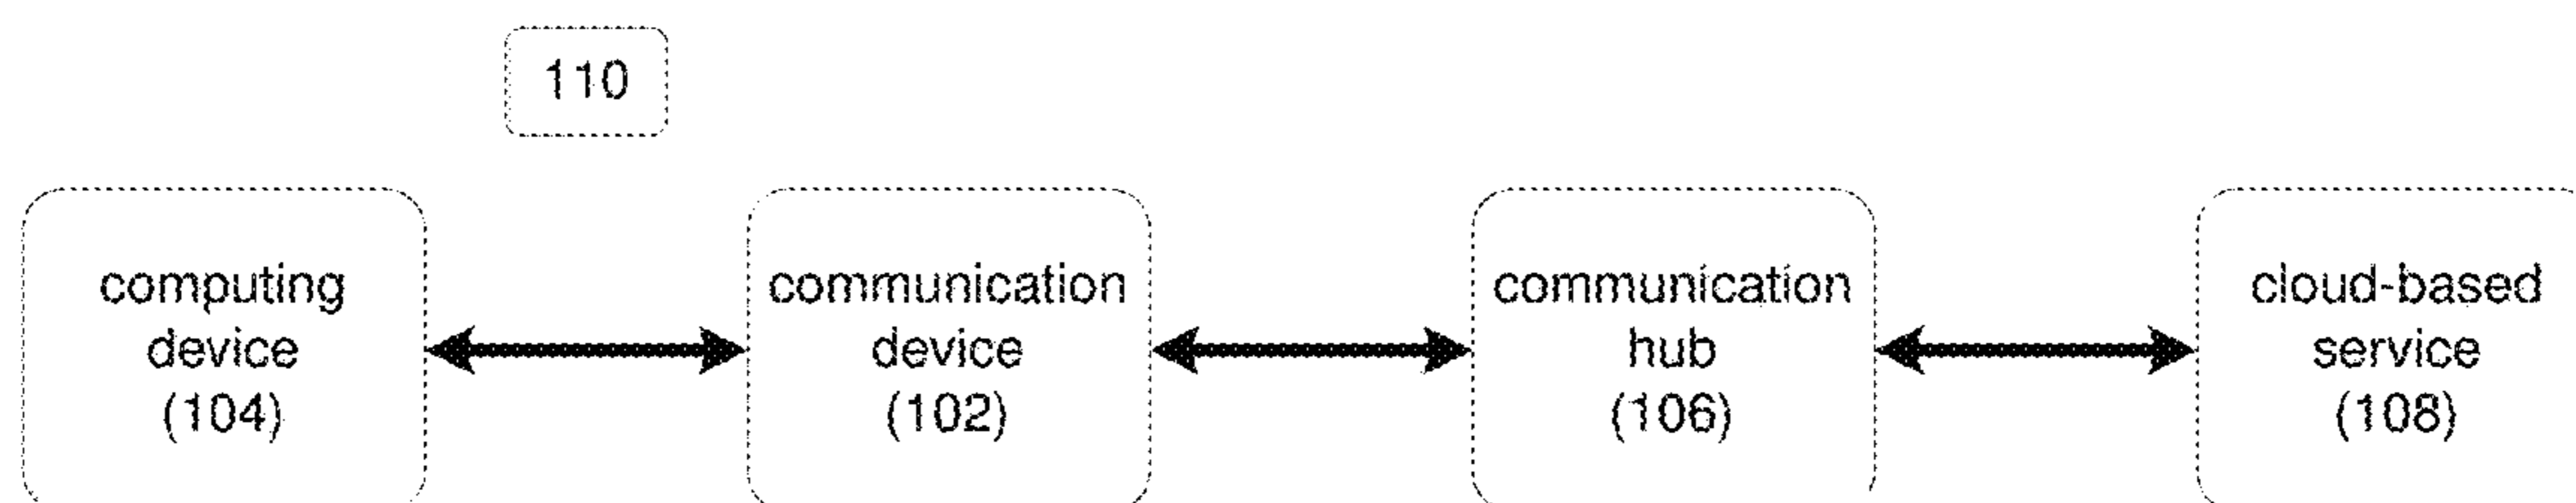 110
computing
device
(104)
communication
device
(102)
communication
hub
(106)
cloud-based
service
(108)